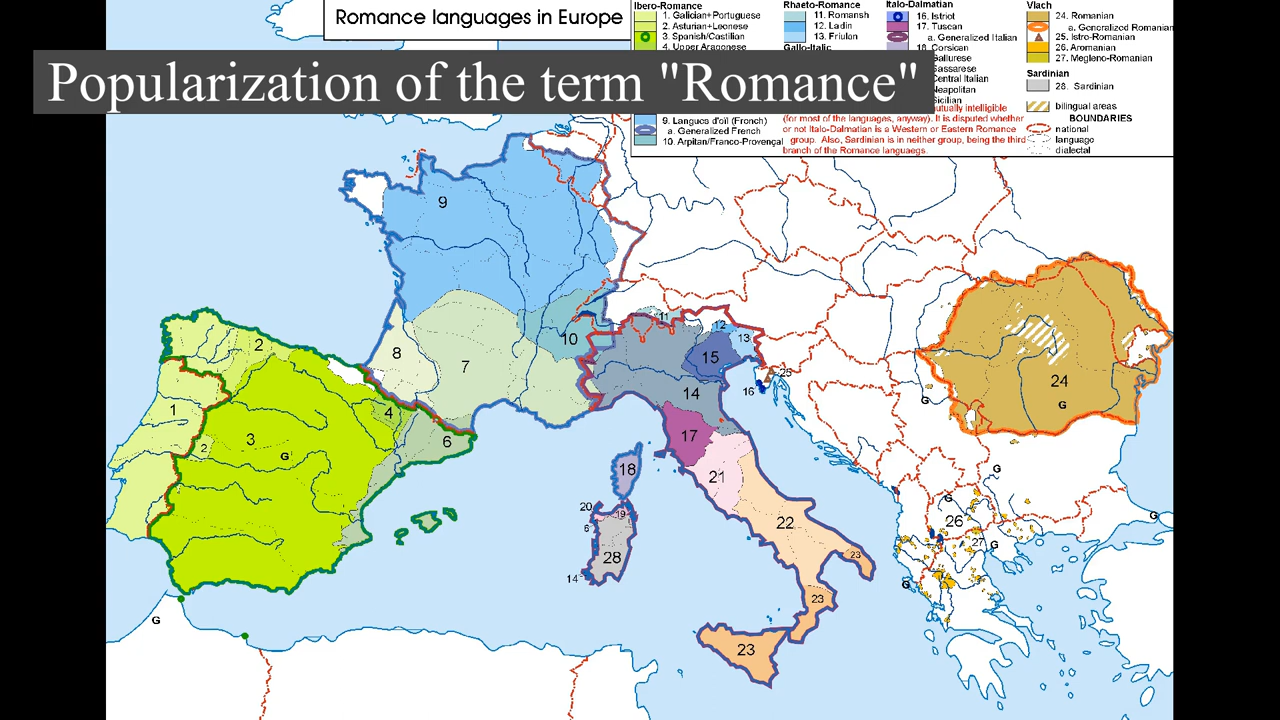 Romance languages in Europe
Popularization of the term "Romance"
Ibero-Romance
1. Galician+Portuguese
2. Asturian+Leonese
3. Spanish/Castilian
4. Upper Aragonese
9. Langues d'oïl (French)
a. Generalized French
10. Arpitan/Franco-Provençal
Rhaeto-Romance
11. Romansh
12. Ladin
13. Friulon
Gallo-Italic
Italo-Dalmatian
16. Istriot
17. Tuscan
a. Generalized Italian
18. Corsican
Gallurese
Sassarese
Central Italian
Neapolitan
Sicilian
mutually intelligible
(for most of the languages, anyway). It is disputed whether
or not Italo-Dalmatian is a Western or Eastern Romance
group. Also, Sardinian is in neither group, being the third
branch of the Romance languaegs.
Vlach
24. Romanian
a. Generalized Romanian
25. Istro-Romanian
26. Aromanian
27. Megleno-Romanian
Sardinian
28. Sardinian
bilingual areas
BOUNDARIES
national
language
dialectal
9
8
7
10
11
12
13
15
14
16
25
24
G
G
2
1
3
2
G
4
6
17
21
18
20
19
6
28
14
22
23
23
23
G
G
26
27
G
G
G
G